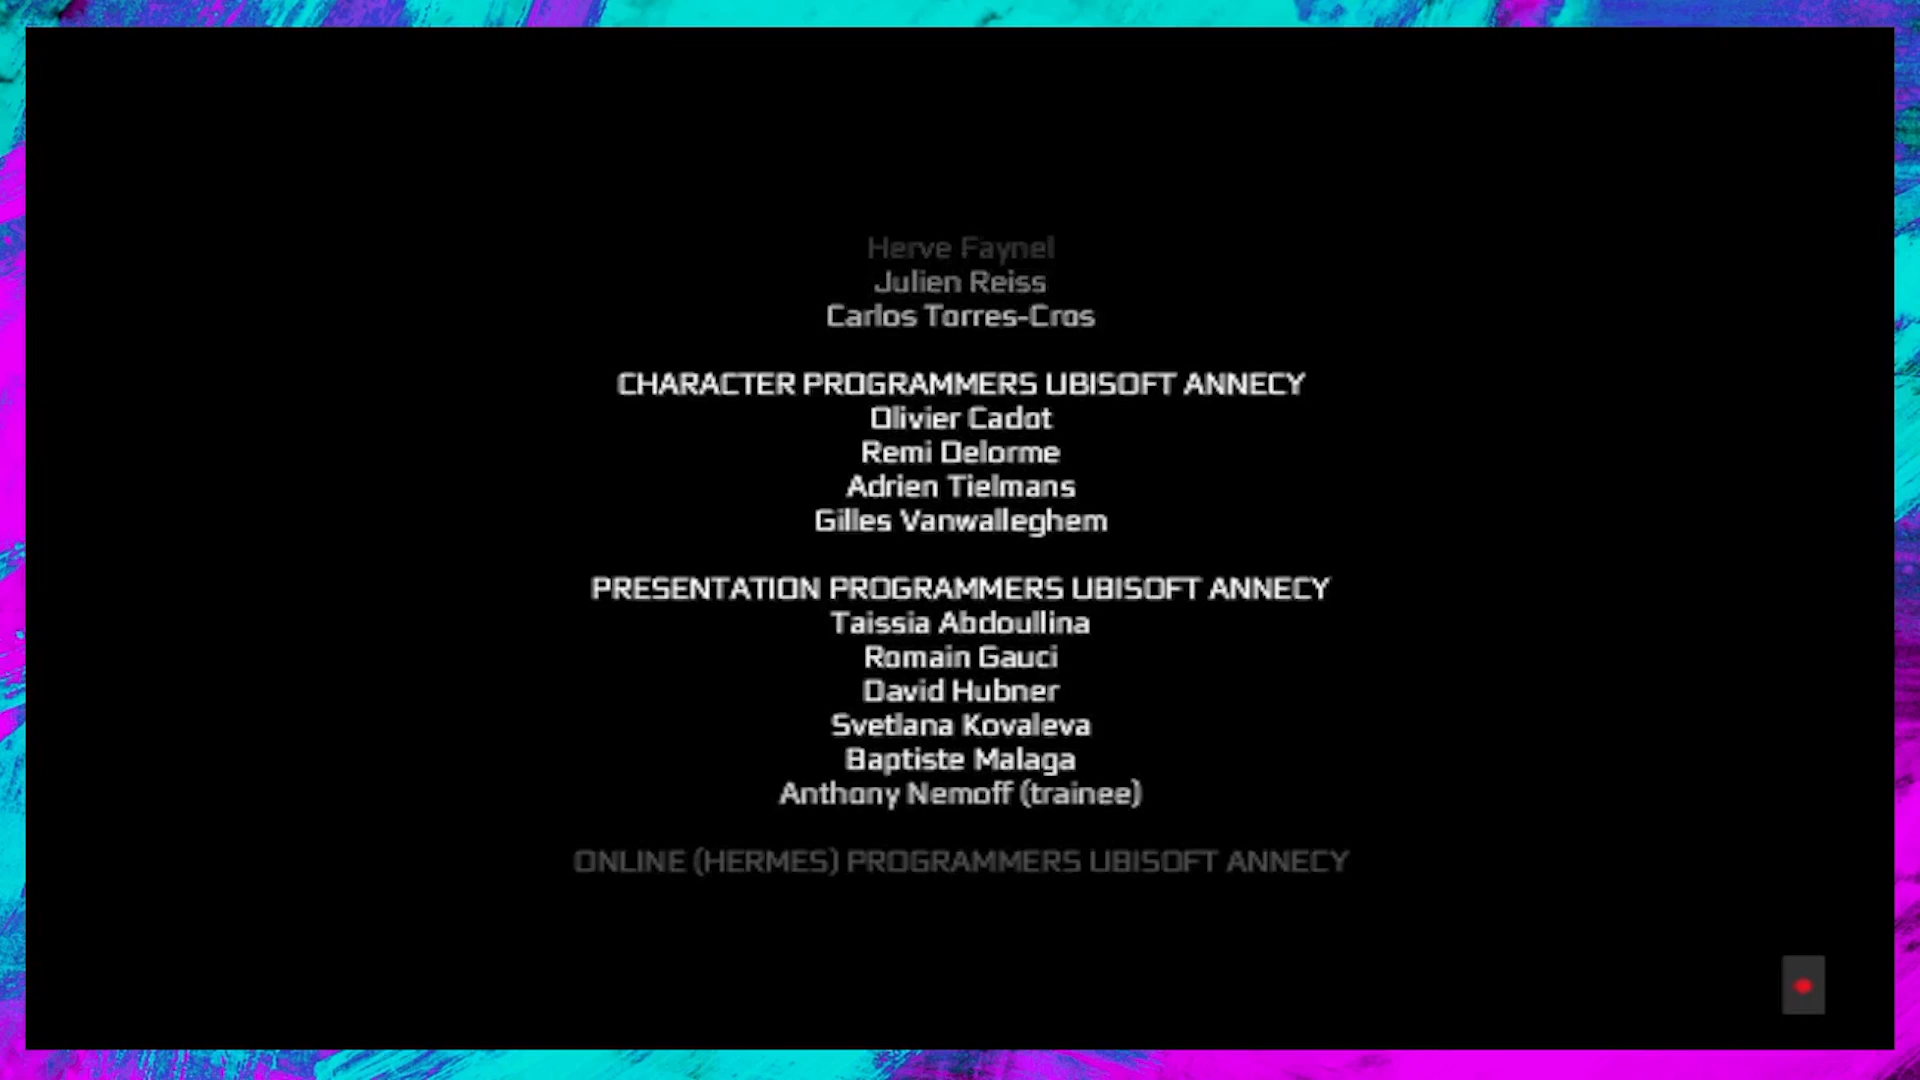 Herve Faynel
Julien Reiss
Carlos Torres-Cros
CHARACTER PROGRAMMERS UBISOFT ANNECY
Olivier Cadot
Remi Delorme
Adrien Tielmans
Gilles Vanwalleghem
PRESENTATION PROGRAMMERS UBISOFT ANNECY
Taissia Abdoullina
Romain Gauci
David Hubner
Svetlana Kovaleva
Baptiste Malaga
Anthony Nemoff (trainee)
ONLINE (HERMES) PROGRAMMERS UBISOFT ANNECY